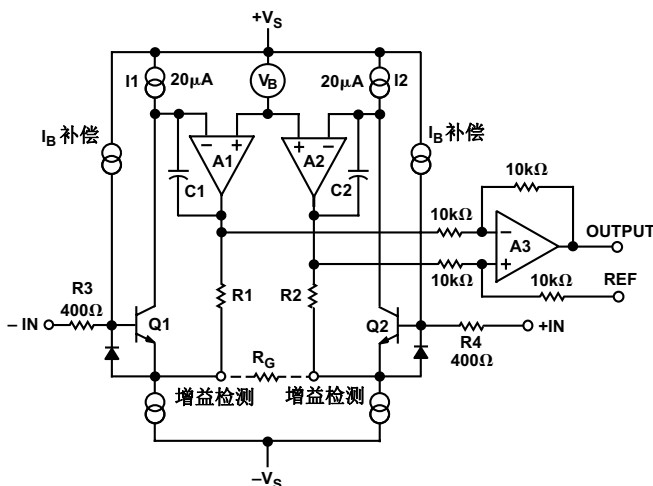 +VS
I1 20µA
VB
20µA I2
IB 补偿
IB 补偿
− +
A1
+ −
A2
C1
C2
10kΩ
10kΩ
−
A3
+
OUTPUT
10kΩ
10kΩ
REF
R3
400Ω
R1
R2
− IN
Q1
Q2
+IN
R4
400Ω
RG
增益检测
增益检测
−VS